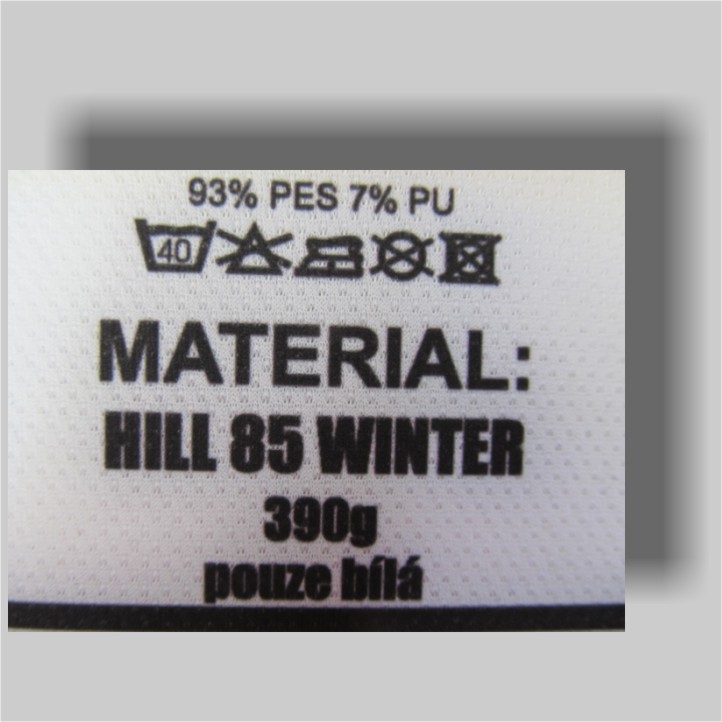 93% PES 7% PU
40
MATERIAL:
HILL 85 WINTER
390g
pouze bílá